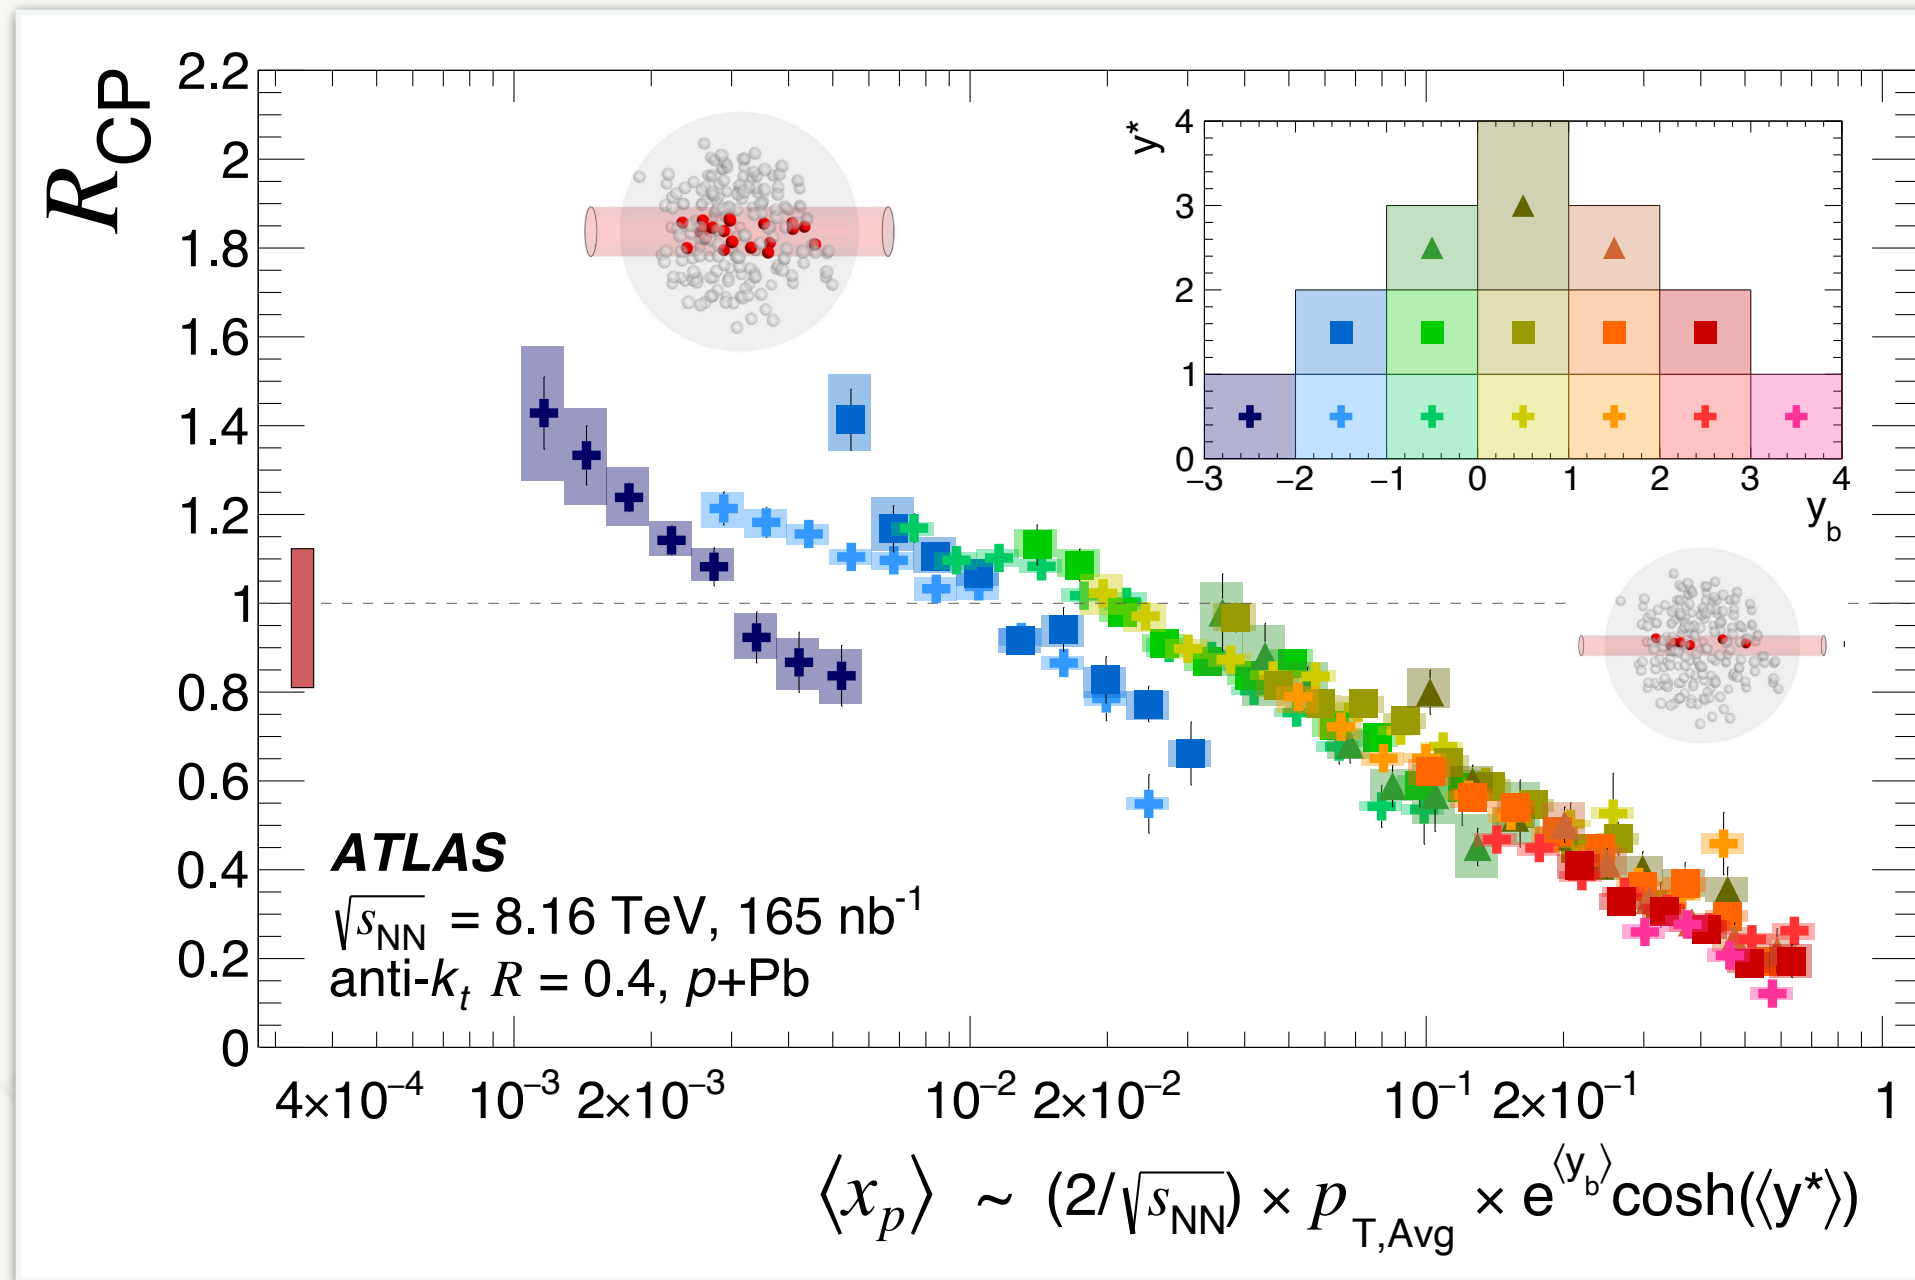 R_CP
2.2
2
1.8
1.6
1.4
1.2
1
0.8
0.6
0.4
0.2
0
y*
4
3
2
1
0
−3 −2 −1 0 1 2 3 4
y_b
ATLAS
√s_NN = 8.16 TeV, 165 nb⁻¹
anti-k_t R = 0.4, p+Pb
4×10⁻⁴ 10⁻³ 2×10⁻³ 10⁻² 2×10⁻² 10⁻¹ 2×10⁻¹ 1
⟨x_p⟩ ~ (2/√s_NN) × p_T,Avg × e^⟨y_b⟩ cosh(⟨y*⟩)